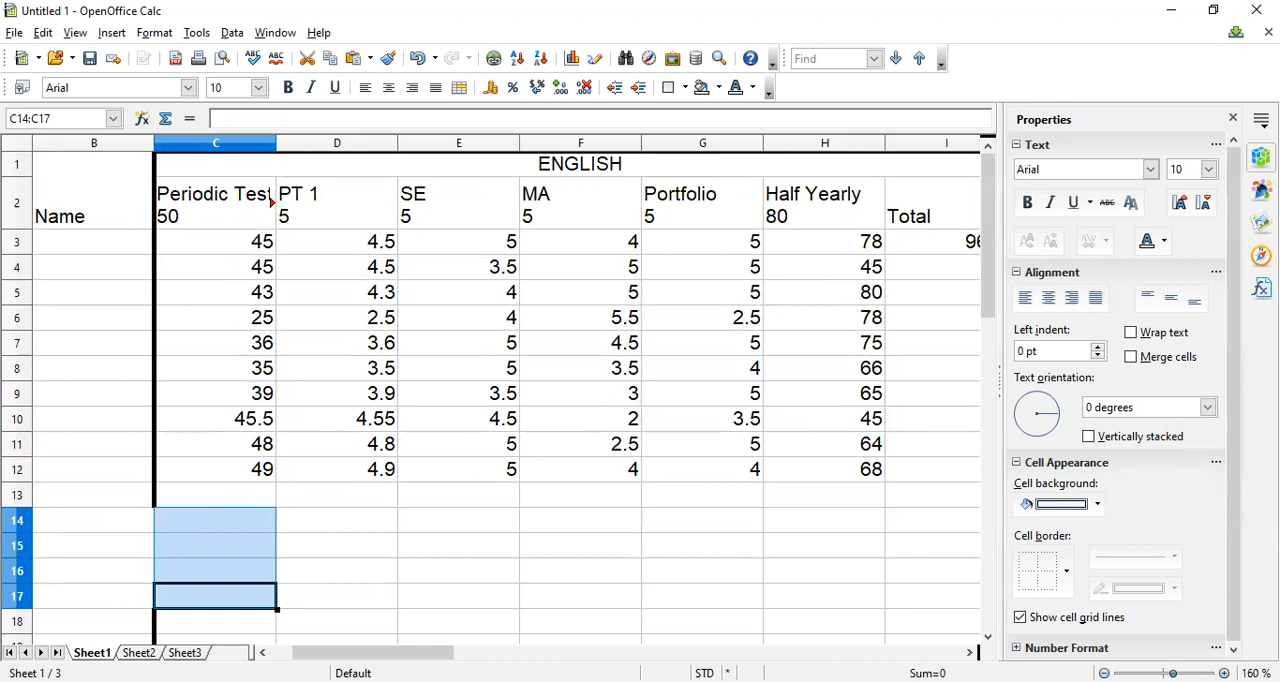 Untitled 1 - OpenOffice Calc
File Edit View Insert Format Tools Data Window Help
Find
Arial 10
C14:C17
B C D E F G H I
1 ENGLISH
2 Name Periodic Test 50 PT 1 5 SE 5 MA 5 Portfolio 5 Half Yearly 80 Total
3 45 4.5 5 4 5 78 96
4 45 4.5 3.5 5 5 45
5 43 4.3 4 5 5 80
6 25 2.5 4 5.5 2.5 78
7 36 3.6 5 4.5 5 75
8 35 3.5 5 3.5 4 66
9 39 3.9 3.5 3 5 65
10 45.5 4.55 4.5 2 3.5 45
11 48 4.8 5 2.5 5 64
12 49 4.9 5 4 4 68
13
14
15
16
17
18
Sheet1 Sheet2 Sheet3
Sheet 1 / 3 Default STD * Sum=0 160 %
Properties
Text
Arial 10
Alignment
Left indent: Wrap text
0 pt Merge cells
Text orientation:
0 degrees
Vertically stacked
Cell Appearance
Cell background:
Cell border:
Show cell grid lines
Number Format